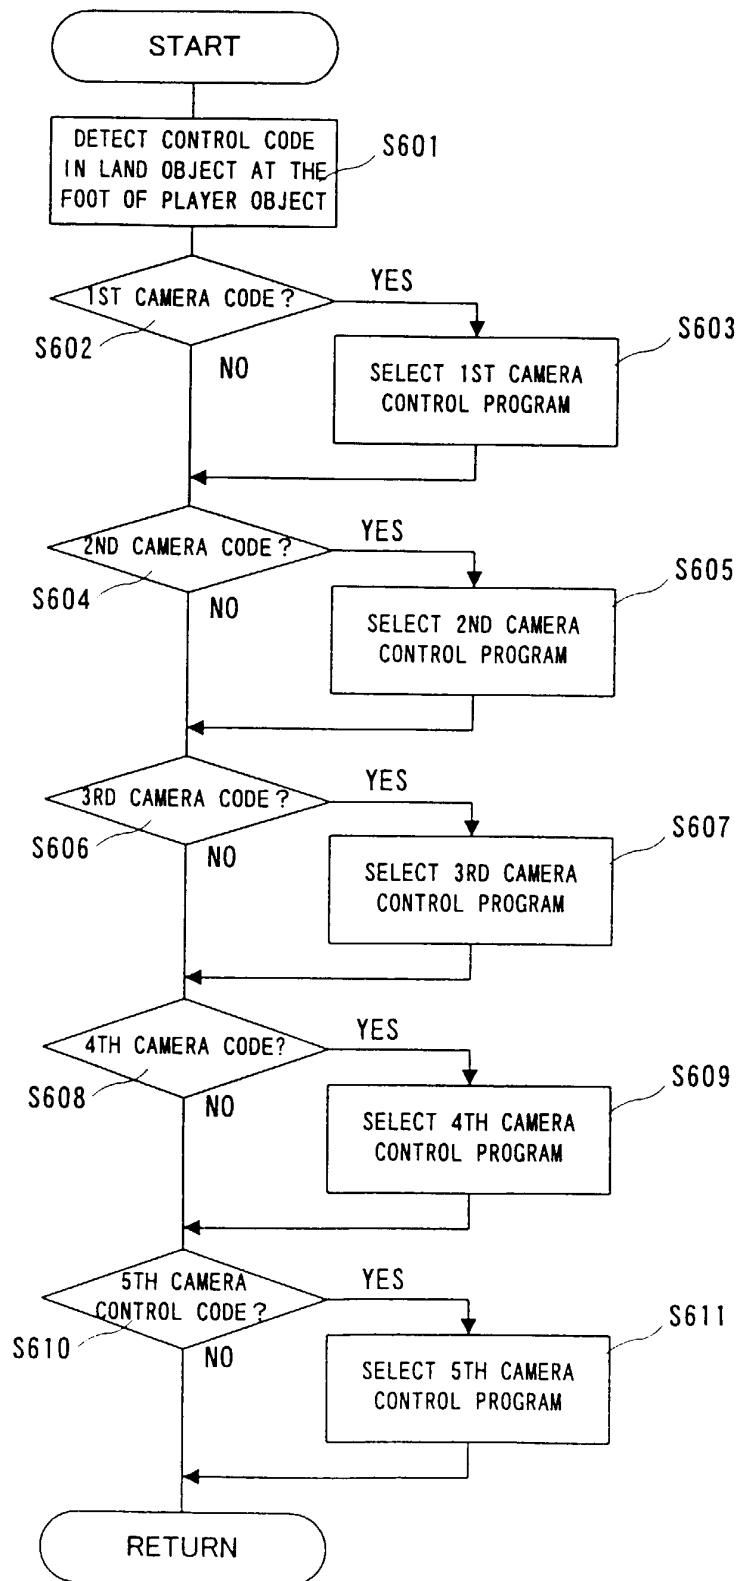 START
DETECT CONTROL CODE
IN LAND OBJECT AT THE
FOOT OF PLAYER OBJECT
S601
1ST CAMERA CODE?
YES
S602
NO
S603
SELECT 1ST CAMERA
CONTROL PROGRAM
2ND CAMERA CODE?
YES
S604
NO
S605
SELECT 2ND CAMERA
CONTROL PROGRAM
3RD CAMERA CODE?
YES
S606
NO
S607
SELECT 3RD CAMERA
CONTROL PROGRAM
4TH CAMERA CODE?
YES
S608
NO
S609
SELECT 4TH CAMERA
CONTROL PROGRAM
5TH CAMERA
CONTROL CODE?
YES
S610
NO
S611
SELECT 5TH CAMERA
CONTROL PROGRAM
RETURN